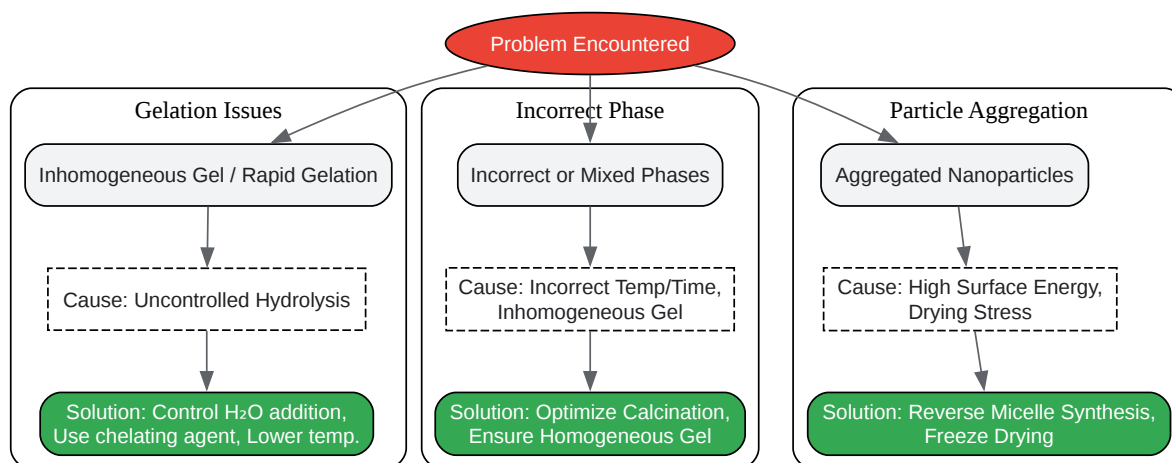 Problem Encountered
Gelation Issues
Inhomogeneous Gel / Rapid Gelation
Cause: Uncontrolled Hydrolysis
Solution: Control H₂O addition,
Use chelating agent, Lower temp.
Incorrect Phase
Incorrect or Mixed Phases
Cause: Incorrect Temp/Time,
Inhomogeneous Gel
Solution: Optimize Calcination,
Ensure Homogeneous Gel
Particle Aggregation
Aggregated Nanoparticles
Cause: High Surface Energy,
Drying Stress
Solution: Reverse Micelle Synthesis,
Freeze Drying